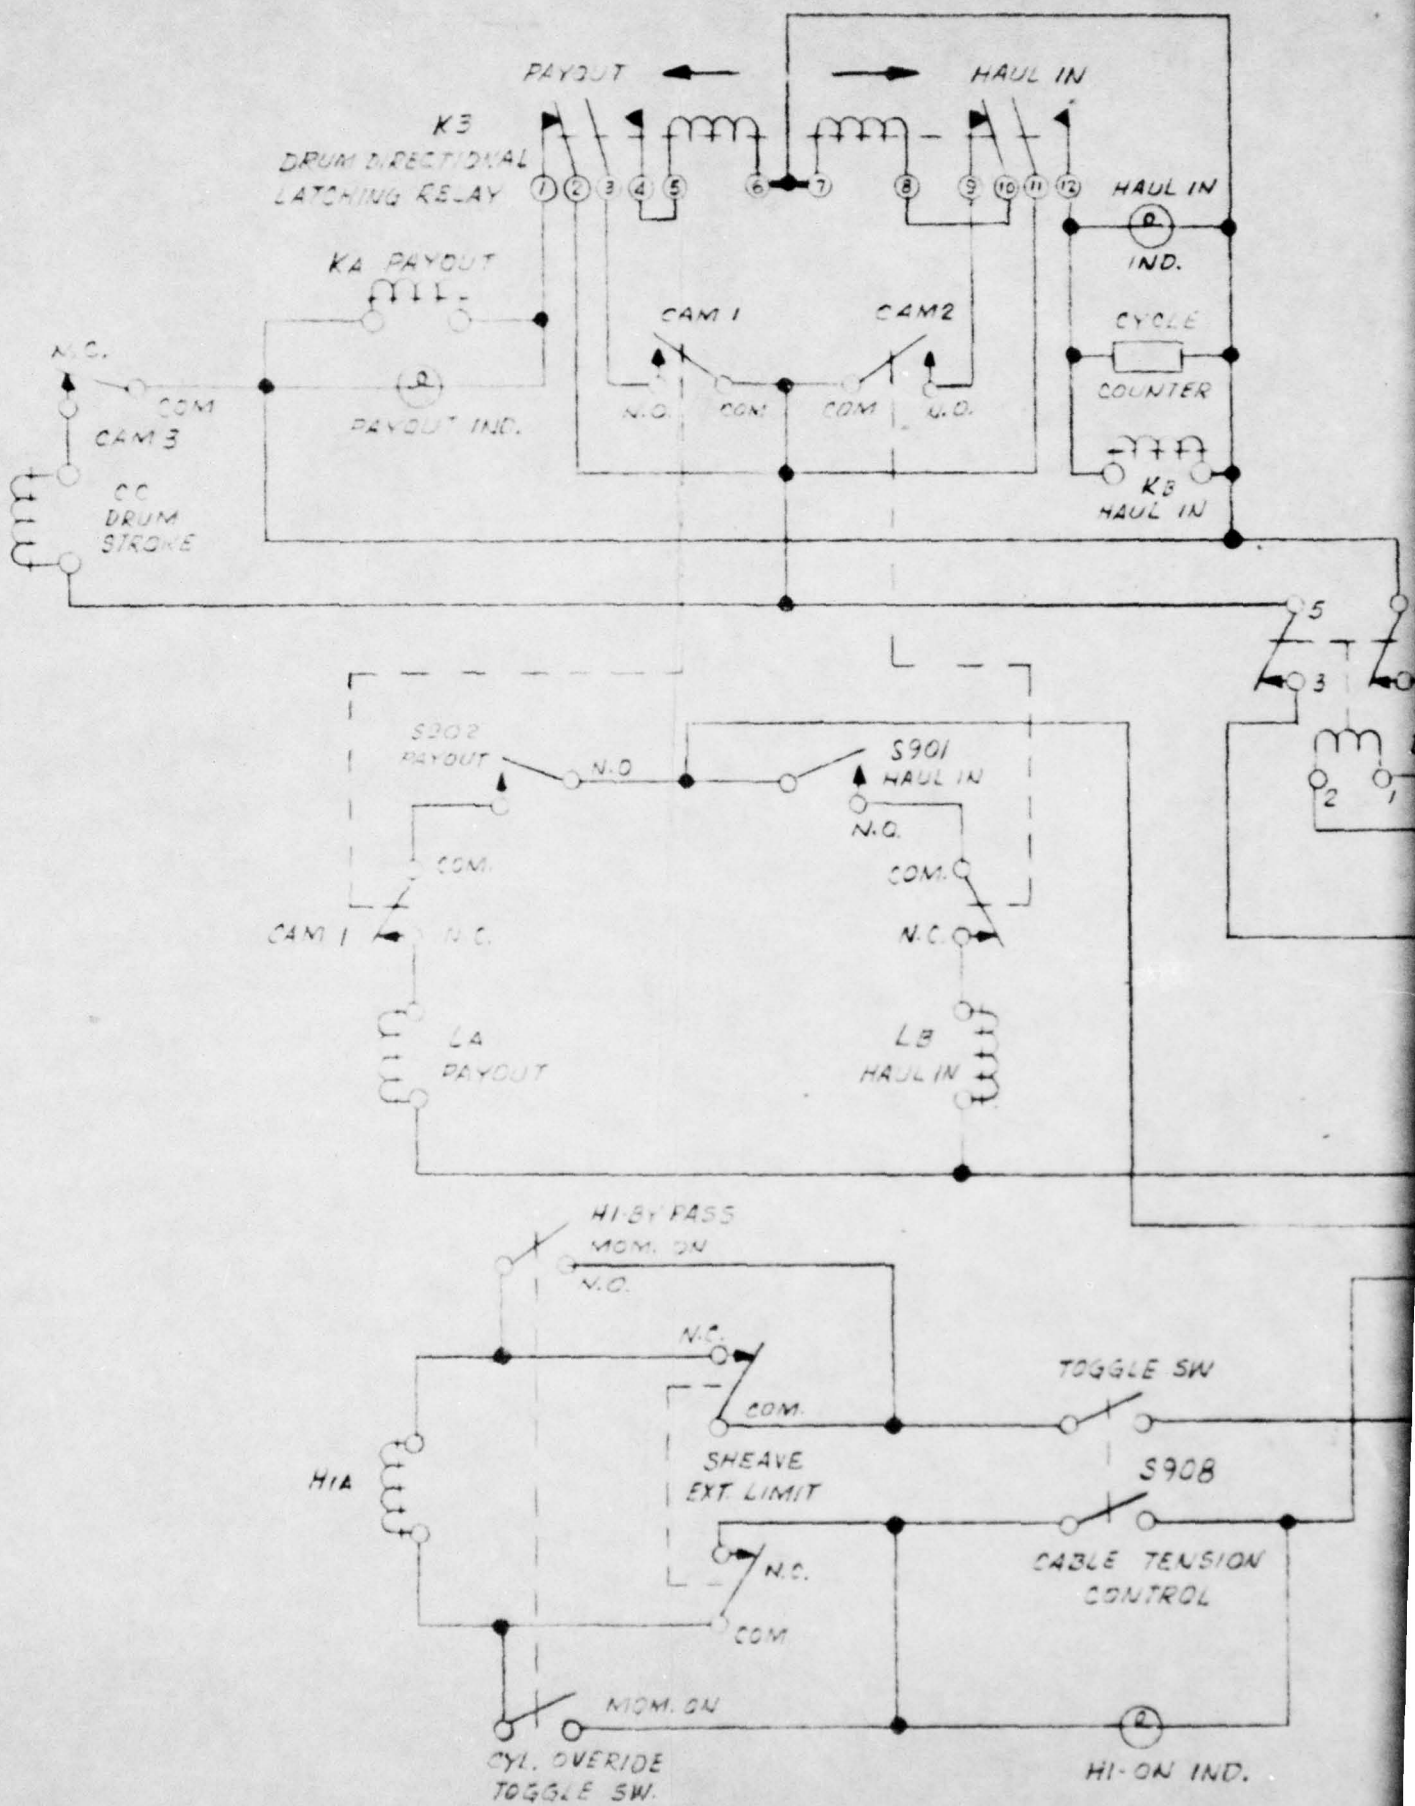 PAYOUT
HAUL IN
K3
DRUM DIRECTIONAL
LATCHING RELAY
1 2 3 4 5 6 7 8 9 10 11 12
HAUL IN
IND.
KA PAYOUT
CAM 1
CAM2
CYCLE
COUNTER
N.C.
COM
CAM 3
PAYOUT IND.
N.O.
COM
COM
N.O.
KB
HAUL IN
CC
DRUM
STROKE
5
3
2
1
S902
PAYOUT
N.O
S901
HAUL IN
N.O.
COM.
COM.
CAM 1
N.C.
N.C.
LA
PAYOUT
LB
HAUL IN
HI-BY PASS
MOM. ON
N.O.
N.C.
COM.
TOGGLE SW
SHEAVE
EXT. LIMIT
S908
H1A
N.C.
CABLE TENSION
CONTROL
COM
MOM. ON
CYL. OVERIDE
TOGGLE SW.
HI-ON IND.